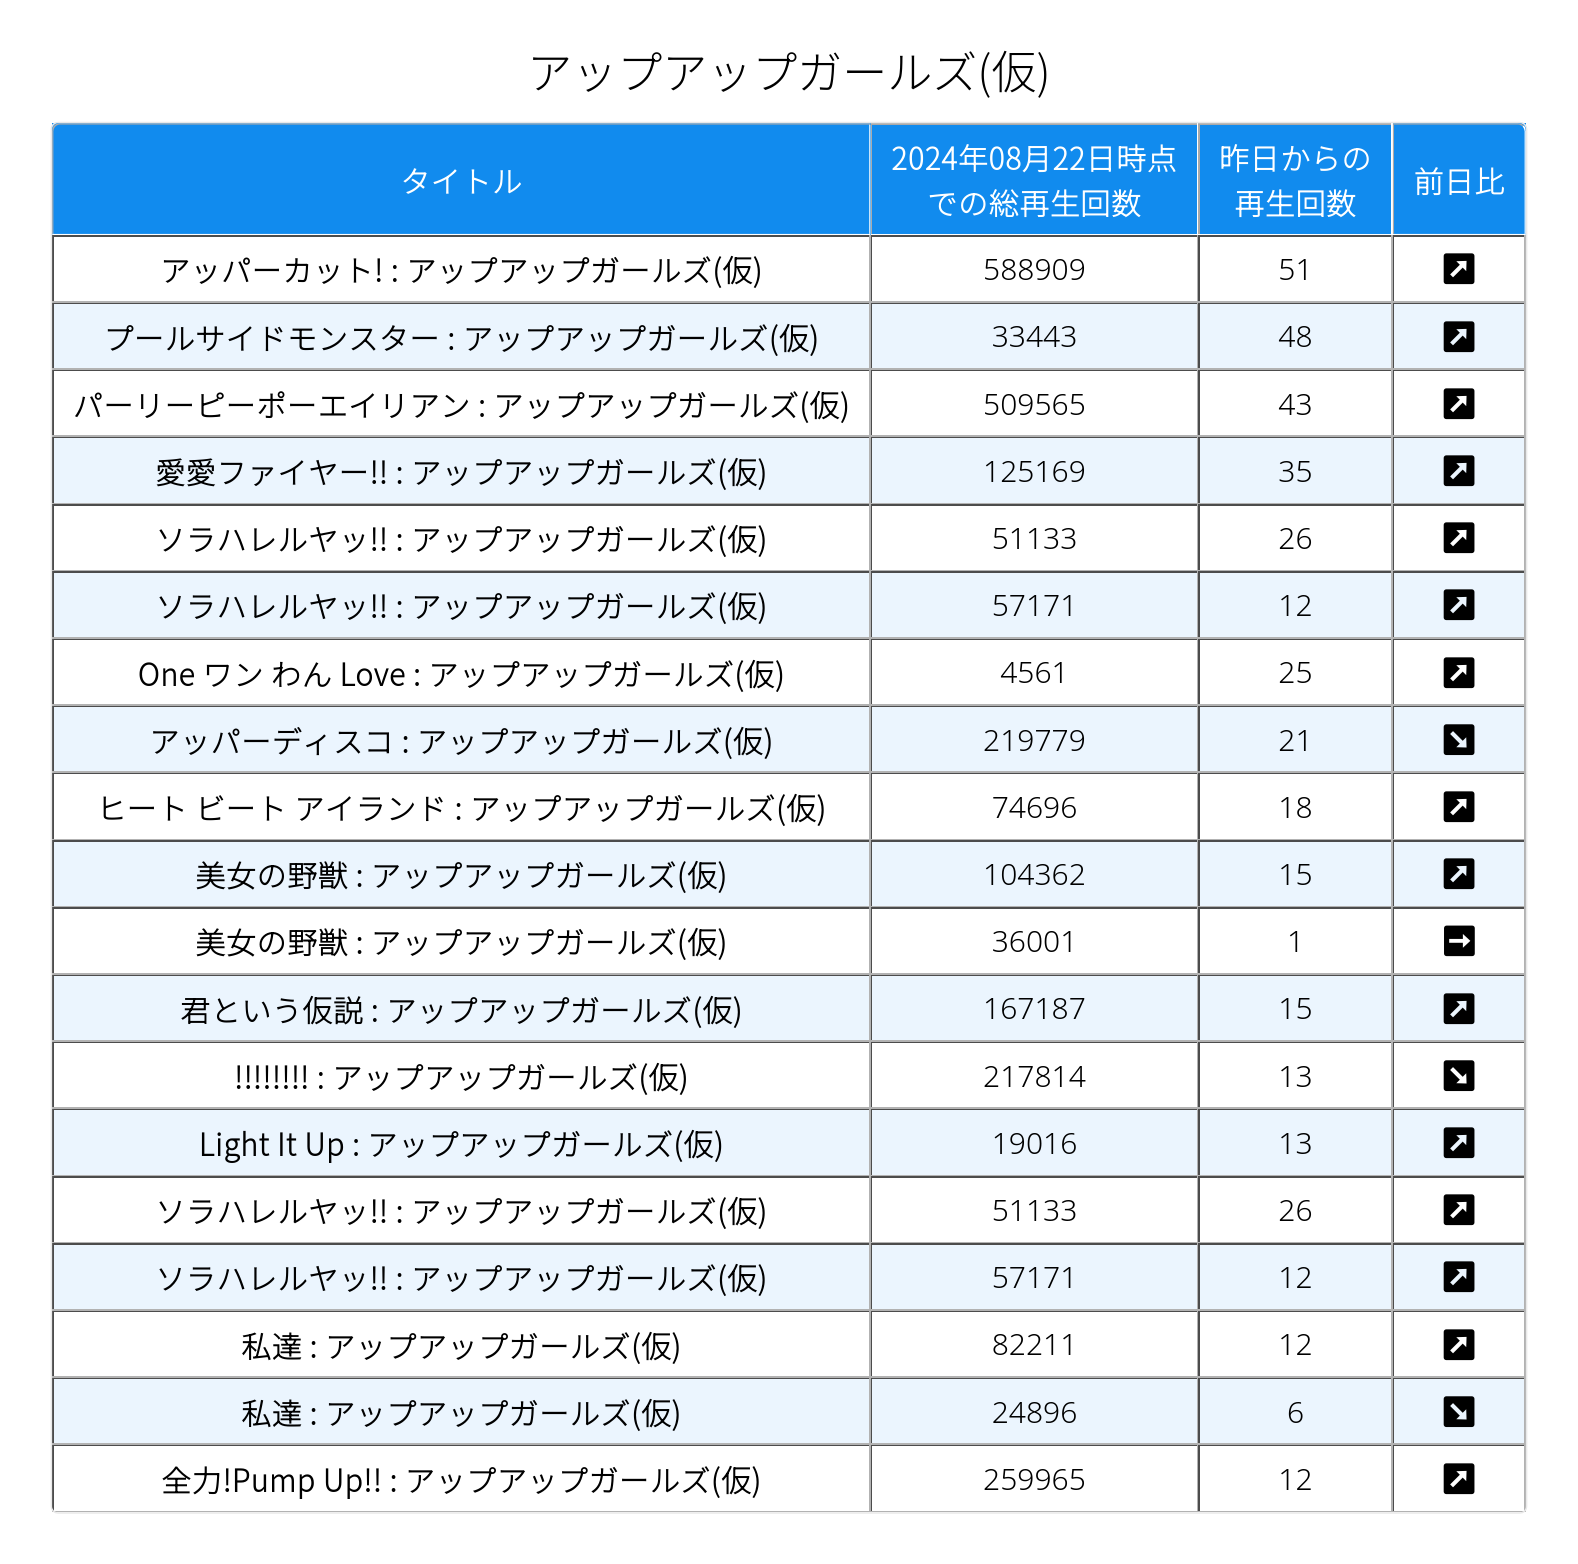 アップアップガールズ(仮)
タイトル
2024年08月22日時点
での総再生回数
昨日からの
再生回数
前日比
アッパーカット! : アップアップガールズ(仮) 588909 51
プールサイドモンスター : アップアップガールズ(仮) 33443 48
パーリーピーポーエイリアン : アップアップガールズ(仮) 509565 43
愛愛ファイヤー!! : アップアップガールズ(仮) 125169 35
ソラハレルヤッ!! : アップアップガールズ(仮) 51133 26
ソラハレルヤッ!! : アップアップガールズ(仮) 57171 12
One ワン わん Love : アップアップガールズ(仮) 4561 25
アッパーディスコ : アップアップガールズ(仮) 219779 21
ヒート ビート アイランド : アップアップガールズ(仮) 74696 18
美女の野獣 : アップアップガールズ(仮) 104362 15
美女の野獣 : アップアップガールズ(仮) 36001 1
君という仮説 : アップアップガールズ(仮) 167187 15
!!!!!!!! : アップアップガールズ(仮) 217814 13
Light It Up : アップアップガールズ(仮) 19016 13
ソラハレルヤッ!! : アップアップガールズ(仮) 51133 26
ソラハレルヤッ!! : アップアップガールズ(仮) 57171 12
私達 : アップアップガールズ(仮) 82211 12
私達 : アップアップガールズ(仮) 24896 6
全力!Pump Up!! : アップアップガールズ(仮) 259965 12